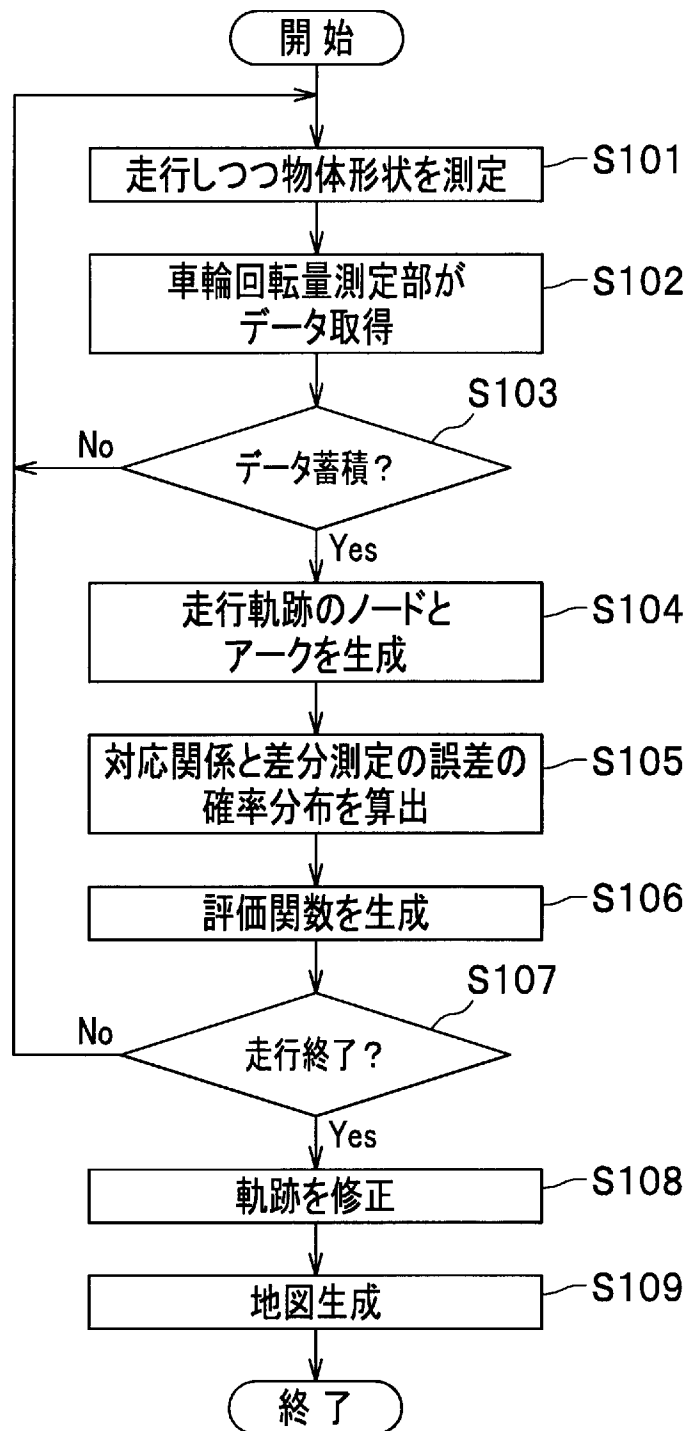 開始
走行しつつ物体形状を測定
S101
車輪回転量測定部が
データ取得
S102
S103
データ蓄積？
No
Yes
走行軌跡のノードと
アークを生成
S104
対応関係と差分測定の誤差の
確率分布を算出
S105
評価関数を生成
S106
S107
走行終了？
No
Yes
軌跡を修正
S108
地図生成
S109
終了